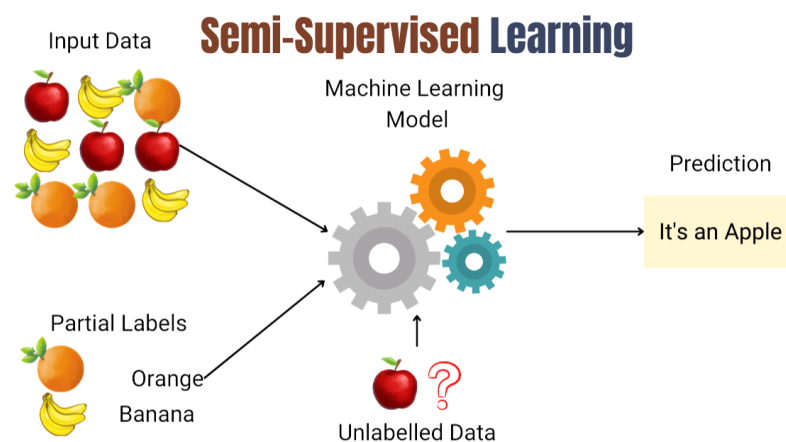 Semi-Supervised Learning
Input Data
Machine Learning
Model
Prediction
It's an Apple
Partial Labels
Orange
Banana
?
Unlabelled Data